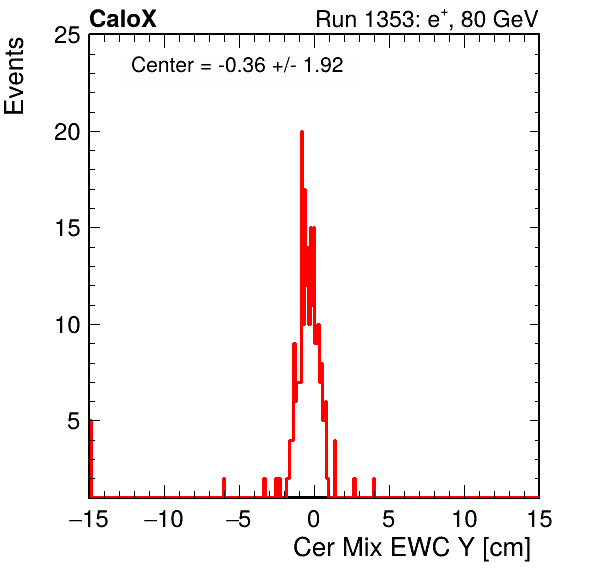 CaloX Run 1353: e⁺, 80 GeV
Center = -0.36 +/- 1.92
Events
25
20
15
10
5
−15 −10 −5 0 5 10 15
Cer Mix EWC Y [cm]